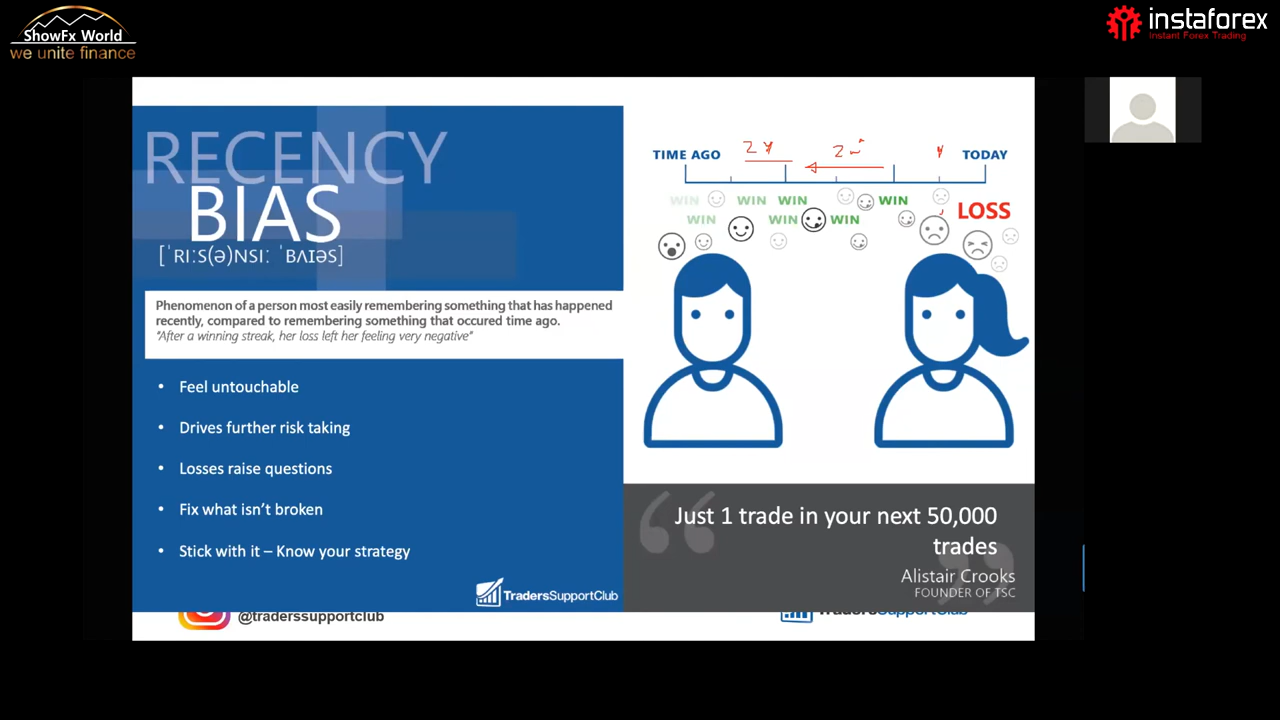 ShowFx World
we unite finance
instaforex
Instant Forex Trading
RECENCY
BIAS
[ˈRIːS(Ə)NSIː ˈBΛIƏS]
Phenomenon of a person most easily remembering something that has happened
recently, compared to remembering something that occured time ago.
"After a winning streak, her loss left her feeling very negative"
• Feel untouchable
• Drives further risk taking
• Losses raise questions
• Fix what isn't broken
• Stick with it – Know your strategy
TradersSupportClub
TIME AGO
TODAY
WIN WIN WIN WIN
WIN WIN WIN
LOSS
Just 1 trade in your next 50,000
trades
Alistair Crooks
FOUNDER OF TSC
@traderssupportclub
TradersSupportClub